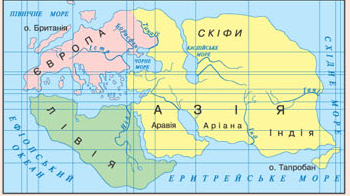 ПІВНІЧНЕ МОРЕ
о. Британія
ЄВРОПА
СКІФИ
КАСПІЙСЬКЕ
МОРЕ
ЧОРНЕ
МОРЕ
СХІДНЕ МОРЕ
АЗІЯ
ЛІВІЯ
Аравія
Аріана
ІНДІЯ
ЕФІОПСЬКИЙ
ОКЕАН
о. Тапробан
ЕРИТРЕЙСЬКЕ МОРЕ